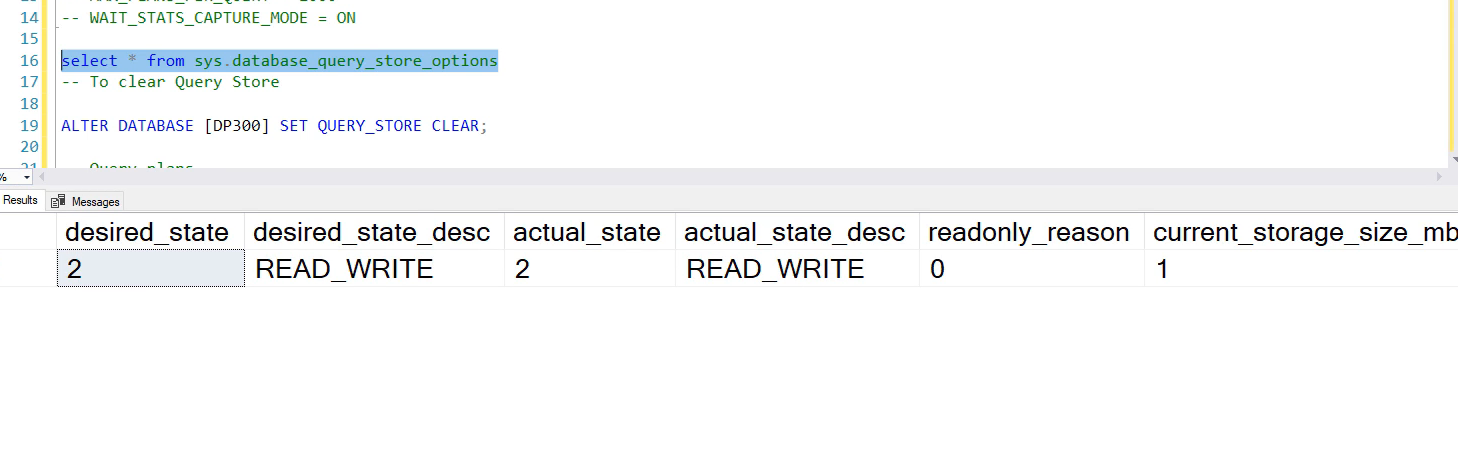 14 -- WAIT_STATS_CAPTURE_MODE = ON
15
16 select * from sys.database_query_store_options
17 -- To clear Query Store
18
19 ALTER DATABASE [DP300] SET QUERY_STORE CLEAR;
20
21 Query plans
%
Results Messages
desired_state desired_state_desc actual_state actual_state_desc readonly_reason current_storage_size_mb
2 READ_WRITE 2 READ_WRITE 0 1